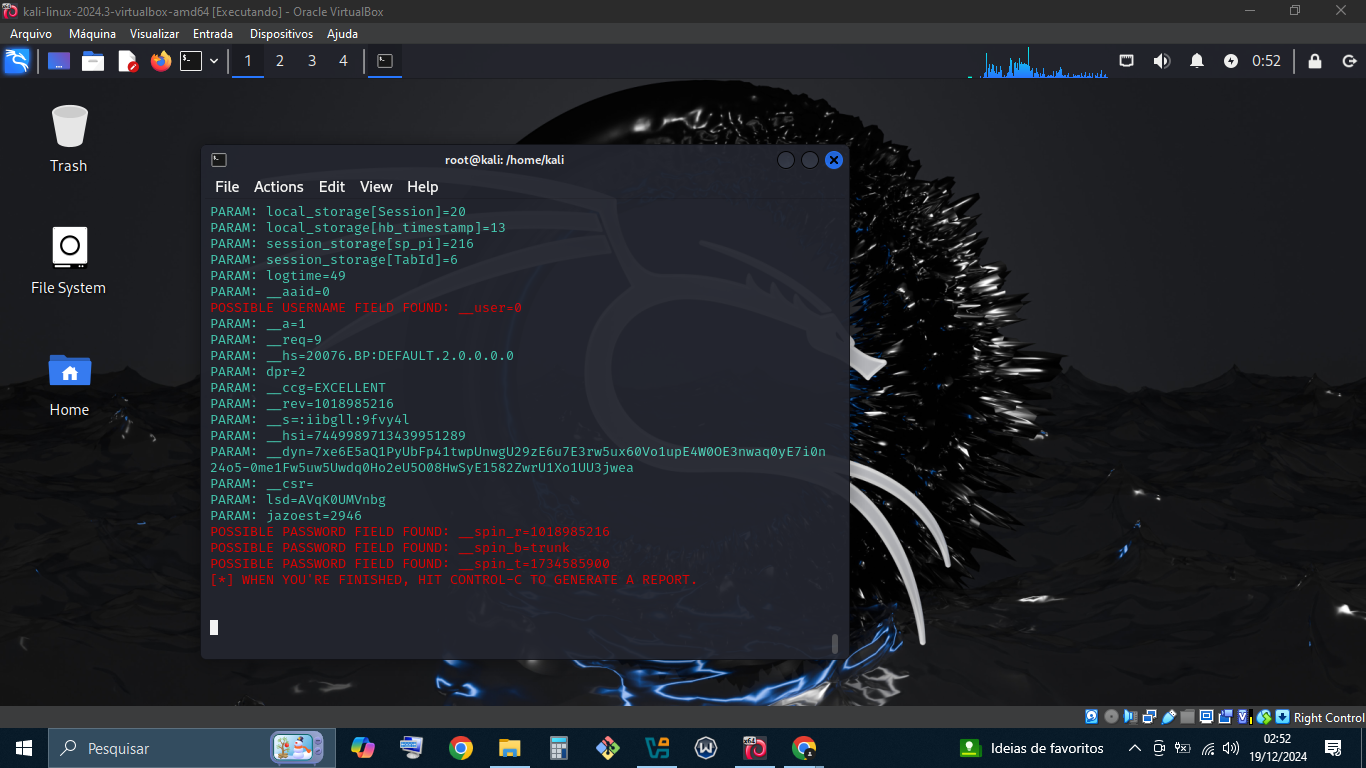 kali-linux-2024.3-virtualbox-amd64 [Executando] - Oracle VirtualBox
Arquivo Máquina Visualizar Entrada Dispositivos Ajuda
1 2 3 4 0:52
Trash
File System
Home
root@kali: /home/kali
File Actions Edit View Help
PARAM: local_storage[Session]=20
PARAM: local_storage[hb_timestamp]=13
PARAM: session_storage[sp_pi]=216
PARAM: session_storage[TabId]=6
PARAM: logtime=49
PARAM: __aaid=0
POSSIBLE USERNAME FIELD FOUND: __user=0
PARAM: __a=1
PARAM: __req=9
PARAM: __hs=20076.BP:DEFAULT.2.0.0.0.0
PARAM: dpr=2
PARAM: __ccg=EXCELLENT
PARAM: __rev=1018985216
PARAM: __s=:iibgll:9fvy4l
PARAM: __hsi=7449989713439951289
PARAM: __dyn=7xe6E5aQ1PyUbFp41twpUnwgU29zE6u7E3rw5ux60Vo1upE4W0OE3nwaq0yE7i0n
24o5-0me1Fw5uw5Uwdq0Ho2eU5O08HwSyE1582ZwrU1Xo1UU3jwea
PARAM: __csr=
PARAM: lsd=AVqK0UMVnbg
PARAM: jazoest=2946
POSSIBLE PASSWORD FIELD FOUND: __spin_r=1018985216
POSSIBLE PASSWORD FIELD FOUND: __spin_b=trunk
POSSIBLE PASSWORD FIELD FOUND: __spin_t=1734585900
[*] WHEN YOU'RE FINISHED, HIT CONTROL-C TO GENERATE A REPORT.
Right Control
Pesquisar
Ideias de favoritos
02:52
19/12/2024